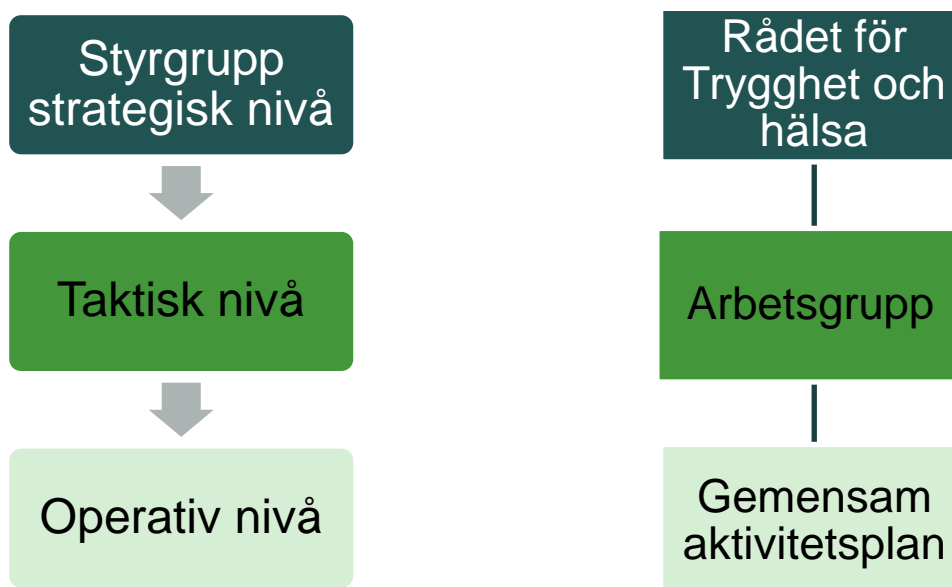 Styrgrupp
strategisk nivå
Taktisk nivå
Operativ nivå
Rådet för
Trygghet och
hälsa
Arbetsgrupp
Gemensam
aktivitetsplan